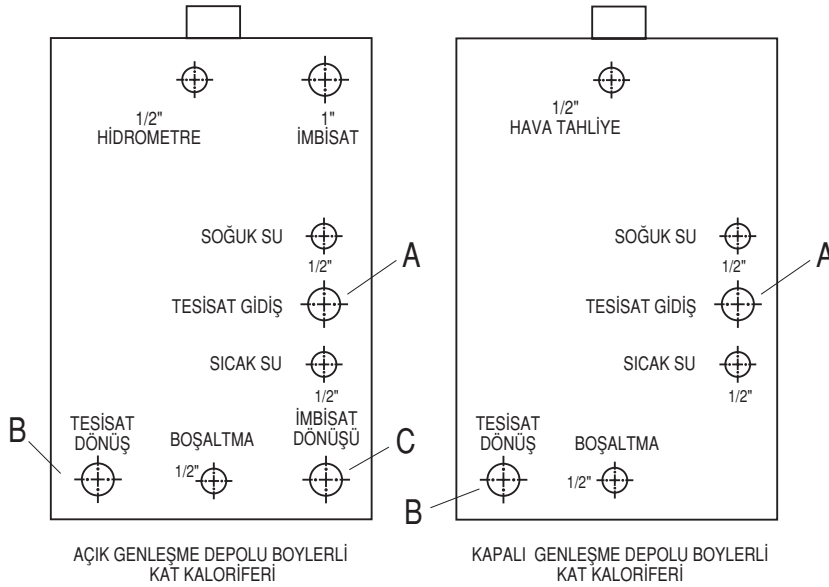 1/2"
HİDROMETRE
1"
İMBİSAT
SOĞUK SU
1/2"
A
TESİSAT GİDİŞ
SICAK SU
1/2"
TESİSAT
DÖNÜŞ
B
BOŞALTMA
1/2"
İMBİSAT
DÖNÜŞÜ
C
AÇIK GENLEŞME DEPOLU BOYLERLİ
KAT KALORİFERİ
1/2"
HAVA TAHLİYE
SOĞUK SU
1/2"
A
TESİSAT GİDİŞ
SICAK SU
1/2"
TESİSAT
DÖNÜŞ
B
BOŞALTMA
1/2"
KAPALI GENLEŞME DEPOLU BOYLERLİ
KAT KALORİFERİ